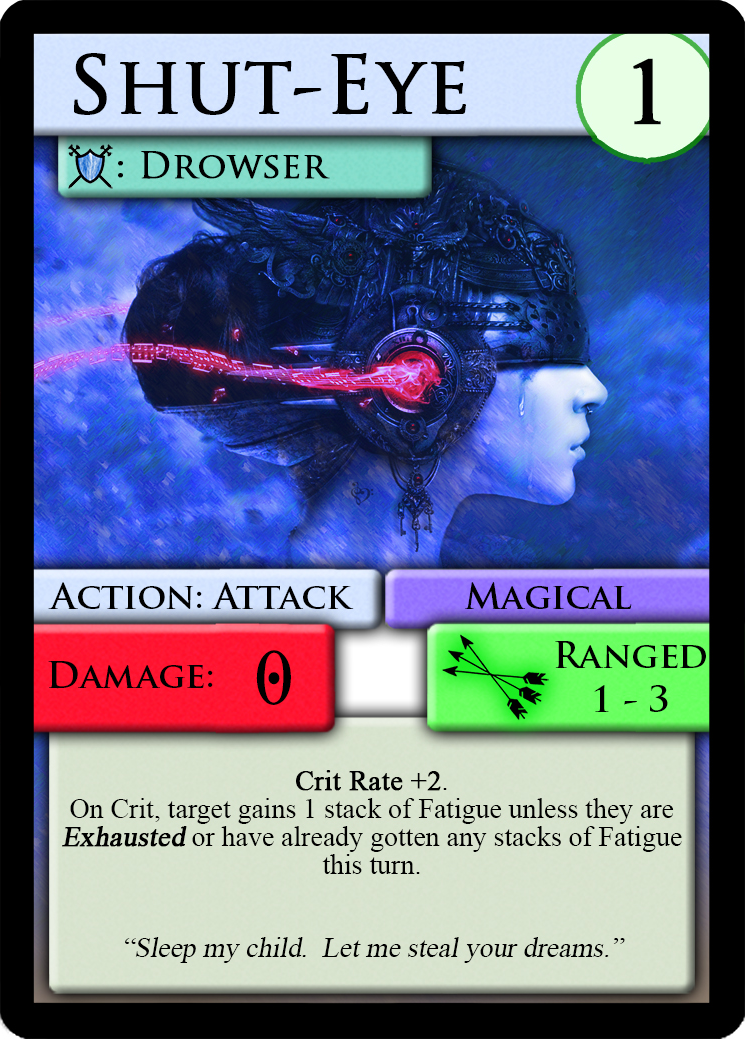 Shut-Eye
1
: Drowser
Action: Attack
Magical
Damage: 0
Ranged
1 - 3
Crit Rate +2.
On Crit, target gains 1 stack of Fatigue unless they are
Exhausted or have already gotten any stacks of Fatigue
this turn.
“Sleep my child.  Let me steal your dreams.”